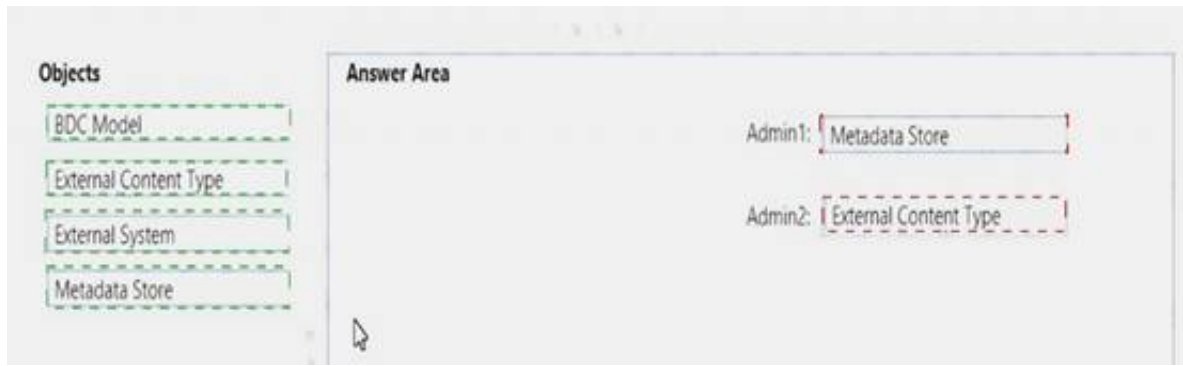 Objects
BDC Model
External Content Type
External System
Metadata Store
Answer Area
Admin1: Metadata Store
Admin2: External Content Type